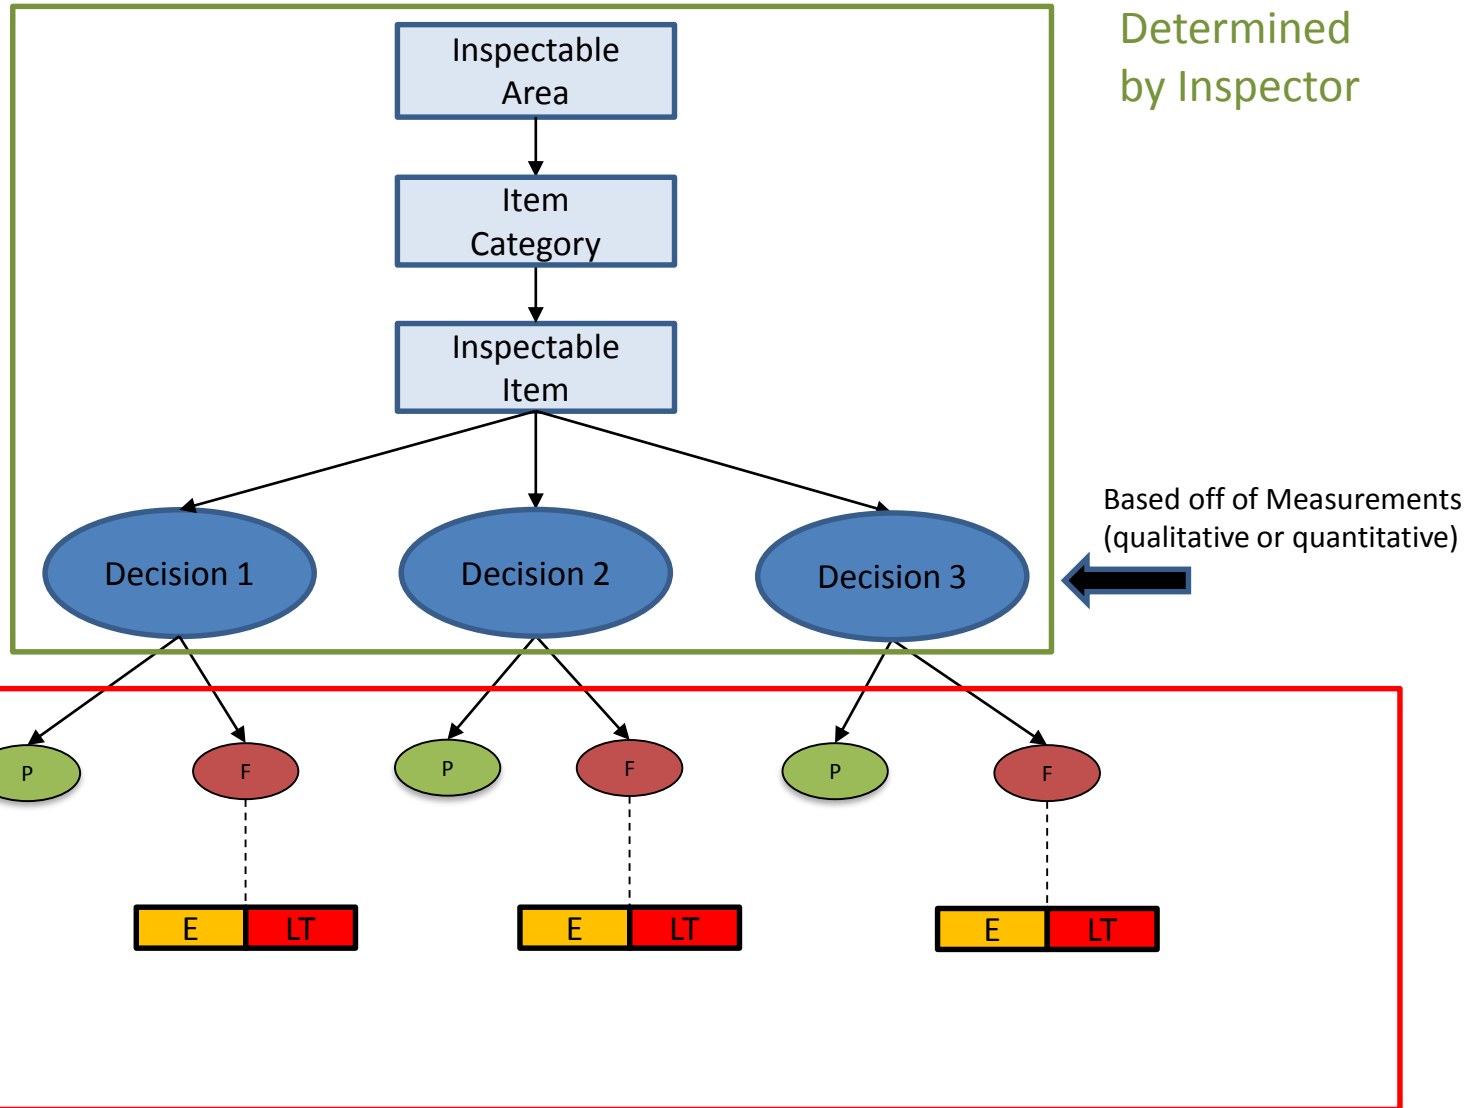 Determined
by Inspector
Inspectable
Area
Item
Category
Inspectable
Item
Based off of Measurements
(qualitative or quantitative)
Decision 1
Decision 2
Decision 3
P
F
P
F
P
F
E
LT
E
LT
E
LT